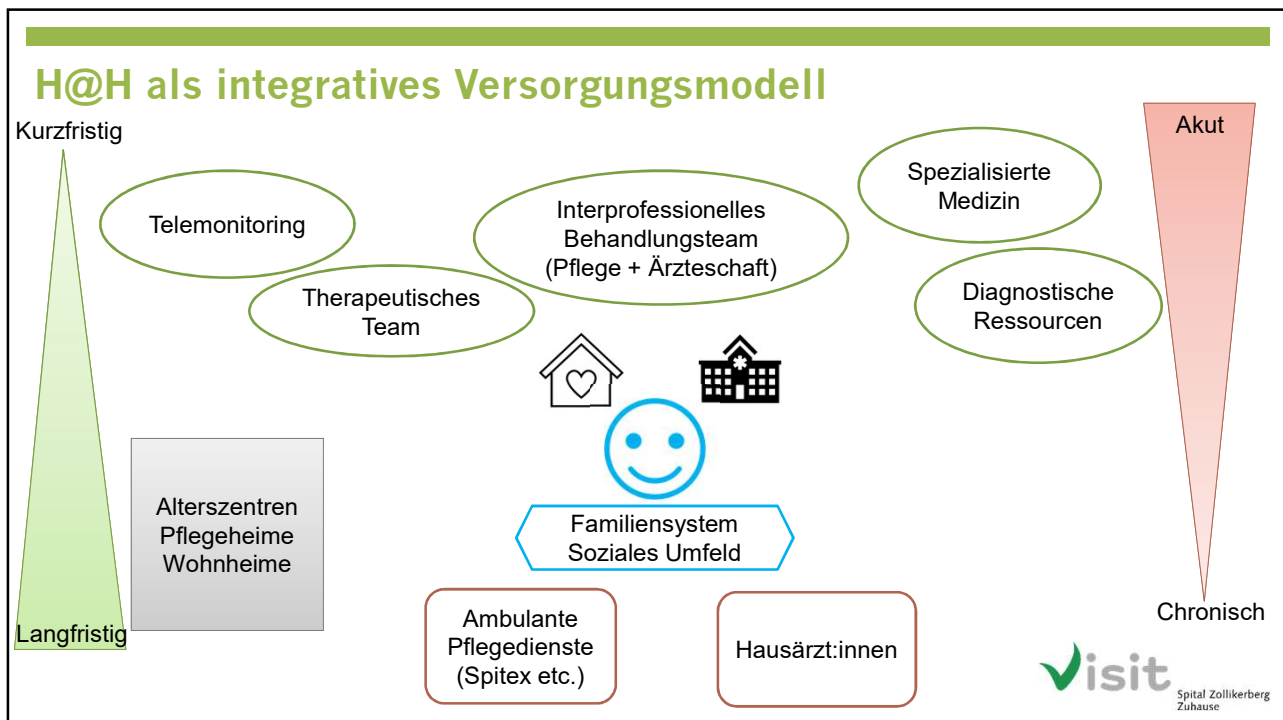 H@H als integratives Versorgungsmodell
Kurzfristig
Akut
Telemonitoring
Interprofessionelles
Behandlungsteam
(Pflege + Ärzteschaft)
Spezialisierte
Medizin
Therapeutisches
Team
Diagnostische
Ressourcen
Alterszentren
Pflegeheime
Wohnheime
Familiensystem
Soziales Umfeld
Langfristig
Ambulante
Pflegedienste
(Spitex etc.)
Hausärzt:innen
Chronisch
Visit
Spital Zollikerberg
Zuhause